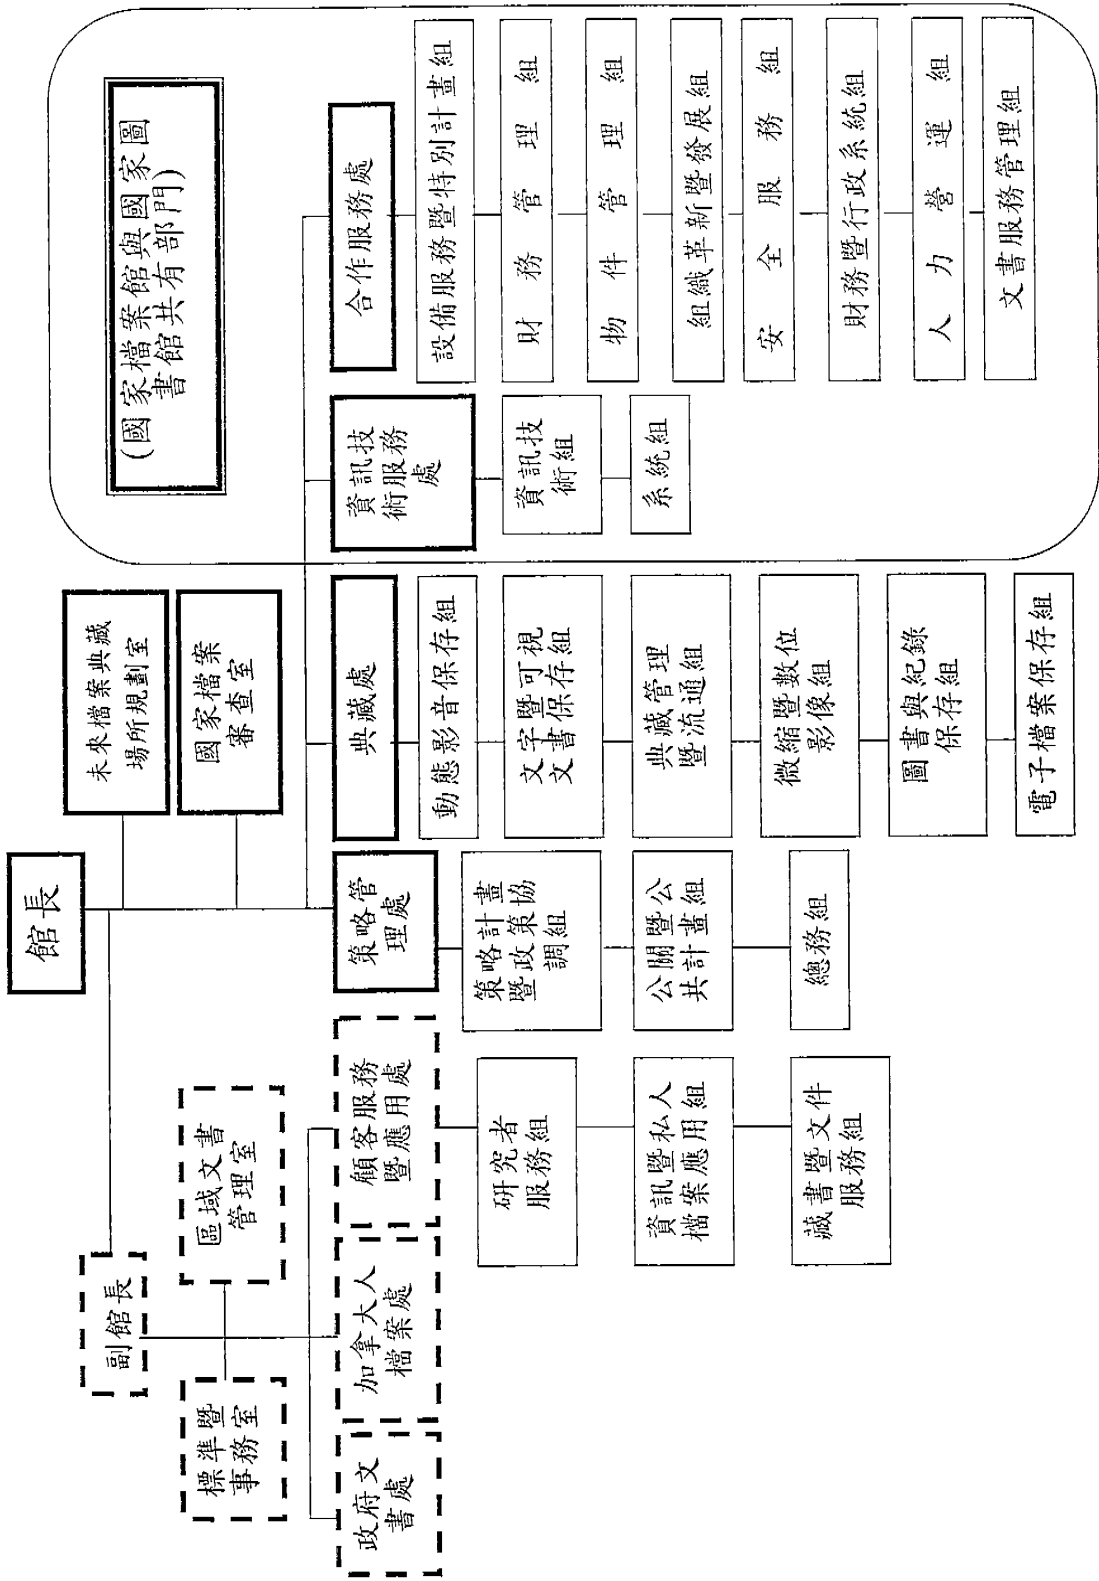 館長
副館長
未來檔案典藏
場所規劃室
國家檔案
審查室
(國家檔案館與國家圖
書館共有部門)
標準暨
事務室
區域文書
管理室
政府文
書處
加拿大人
檔案處
顧客服務
暨應用處
策略管
理處
典藏處
資訊技
術服務
處
合作服務處
研究者
服務組
資訊暨私人
檔案應用組
藏書暨文件
服務組
策略計畫
暨政策協
調組
公關暨公
共計畫組
總務組
動態影音保存組
文字暨可視
文書保存組
典藏管理
暨流通組
微縮暨數位
影像組
圖書與紀錄
保存組
電子檔案保存組
資訊技
術組
系統組
設備服務暨特別計畫組
財務管理組
物件管理組
組織革新暨發展組
安全服務組
財務暨行政系統組
人力營運組
文書服務管理組